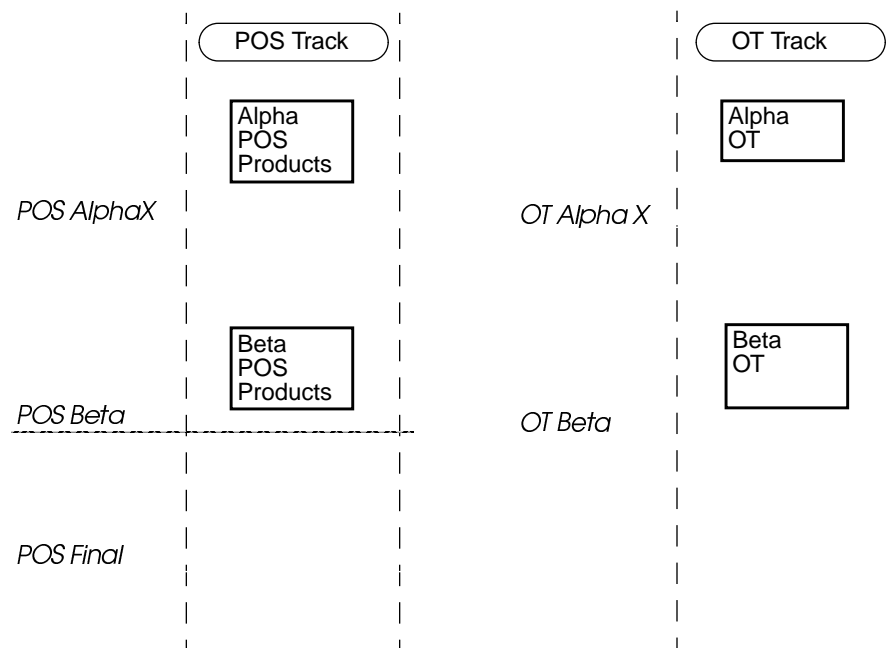 POS Track
OT Track
Alpha
POS
Products
Alpha
OT
POS AlphaX
OT Alpha X
Beta
POS
Products
Beta
OT
POS Beta
OT Beta
POS Final